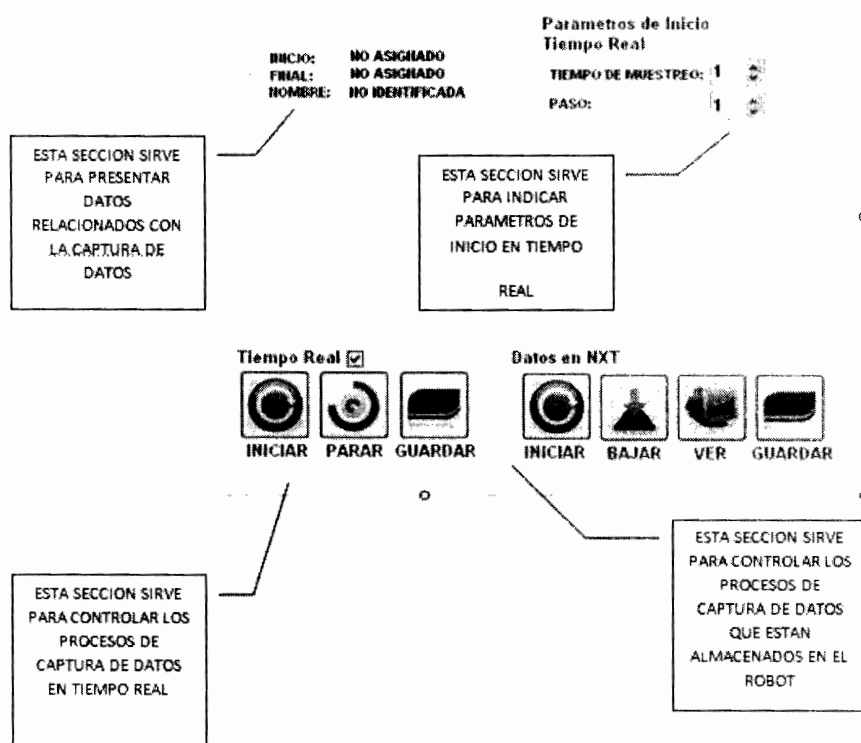 Parametros de Inicio
Tiempo Real
INICIO: NO ASIGNADO
FINAL: NO ASIGNADO
NOMBRE: NO IDENTIFICADA
TIEMPO DE MUESTREO: 1
PASO: 1
ESTA SECCION SIRVE
PARA PRESENTAR
DATOS
RELACIONADOS CON
LA CAPTURA DE
DATOS
ESTA SECCION SIRVE
PARA INDICAR
PARAMETROS DE
INICIO EN TIEMPO
REAL
Tiempo Real
INICIAR PARAR GUARDAR
Datos en NXT
INICIAR BAJAR VER GUARDAR
ESTA SECCION SIRVE
PARA CONTROLAR LOS
PROCESOS DE
CAPTURA DE DATOS
EN TIEMPO REAL
ESTA SECCION SIRVE
PARA CONTROLAR LOS
PROCESOS DE
CAPTURA DE DATOS
QUE ESTAN
ALMACENADOS EN EL
ROBOT